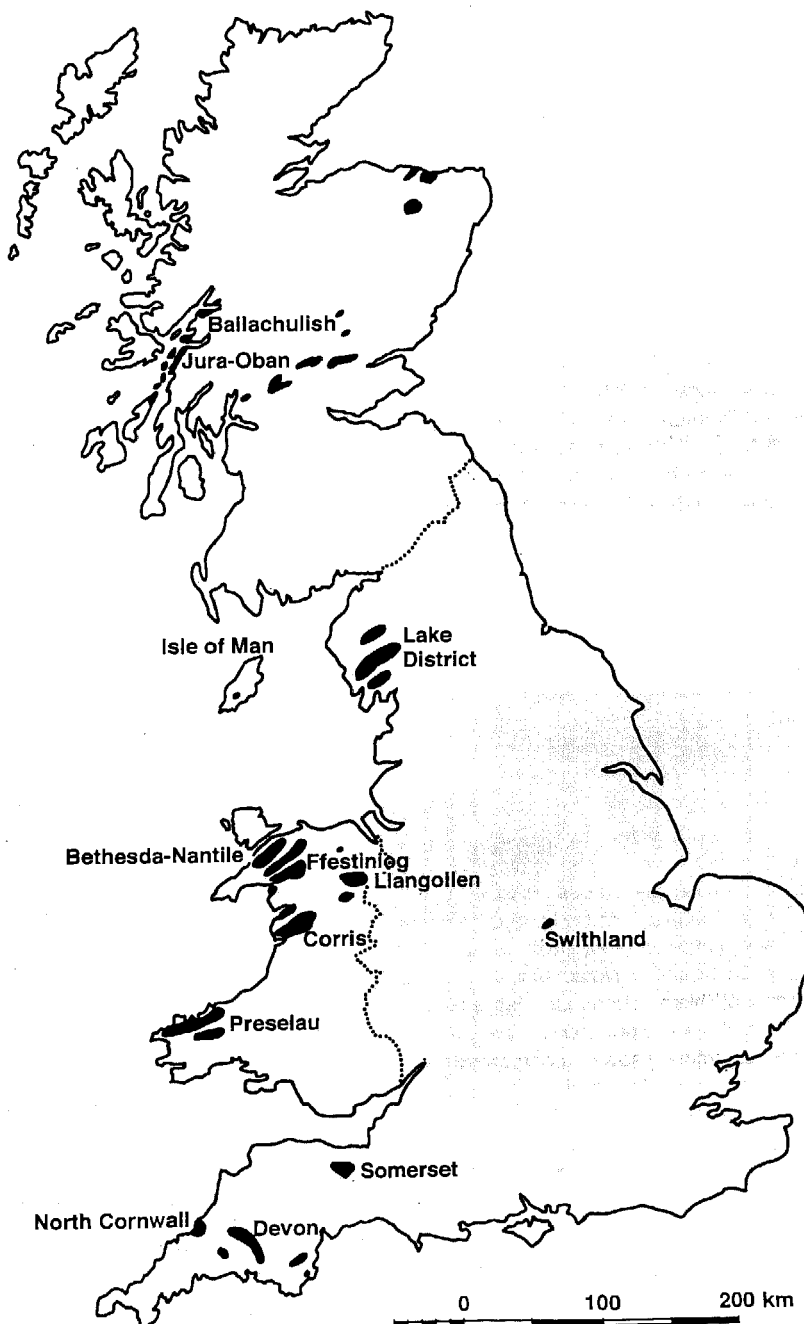 Ballachulish
Jura-Oban
Isle of Man
Lake
District
Bethesda-Nantlle
Ffestiniog
Llangollen
Corris
Swithland
Preselau
Somerset
North Cornwall
Devon
0 100 200 km